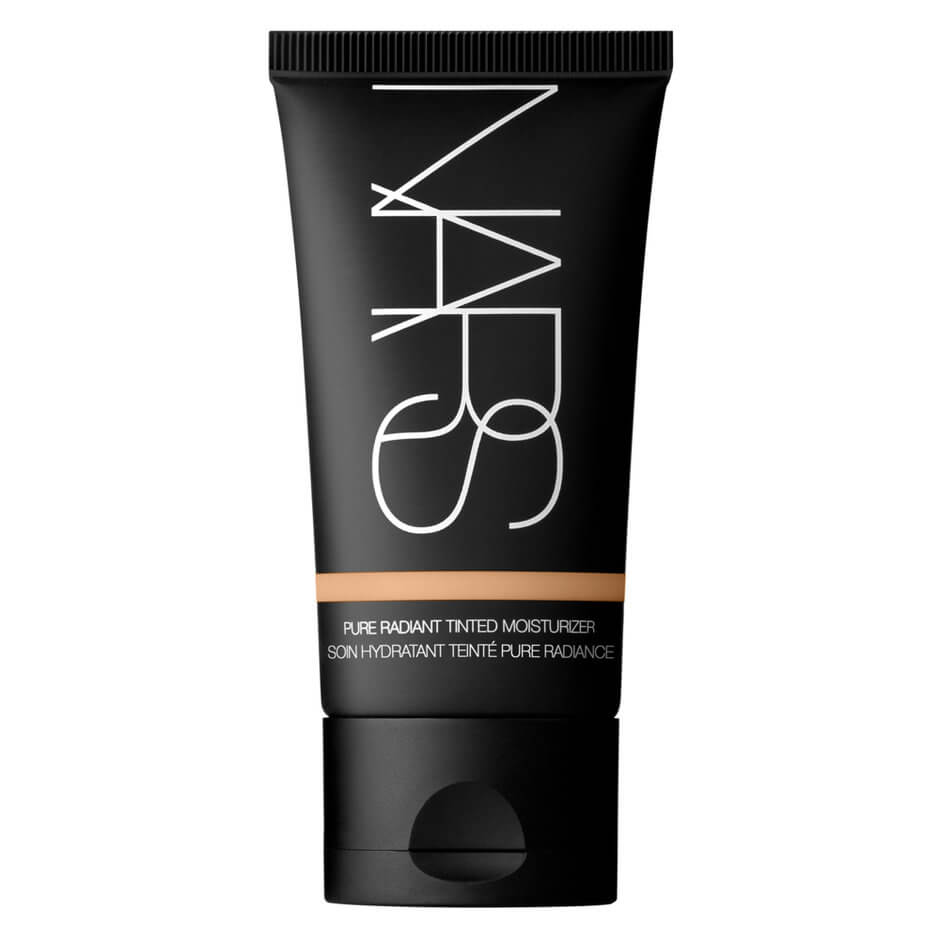 NARS
PURE RADIANT TINTED MOISTURIZER
SOIN HYDRATANT TEINTÉ PURE RADIANCE